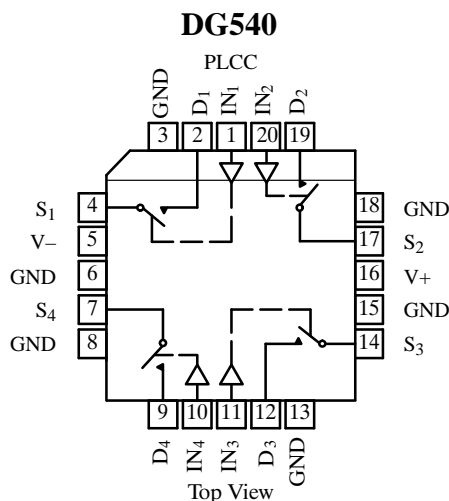 DG540
PLCC
GND D1 IN1 IN2 D2
3 2 1 20 19
S1 4 18 GND
V– 5 17 S2
GND 6 16 V+
S4 7 15 GND
GND 8 14 S3
9 10 11 12 13
D4 IN4 IN3 D3 GND
Top View